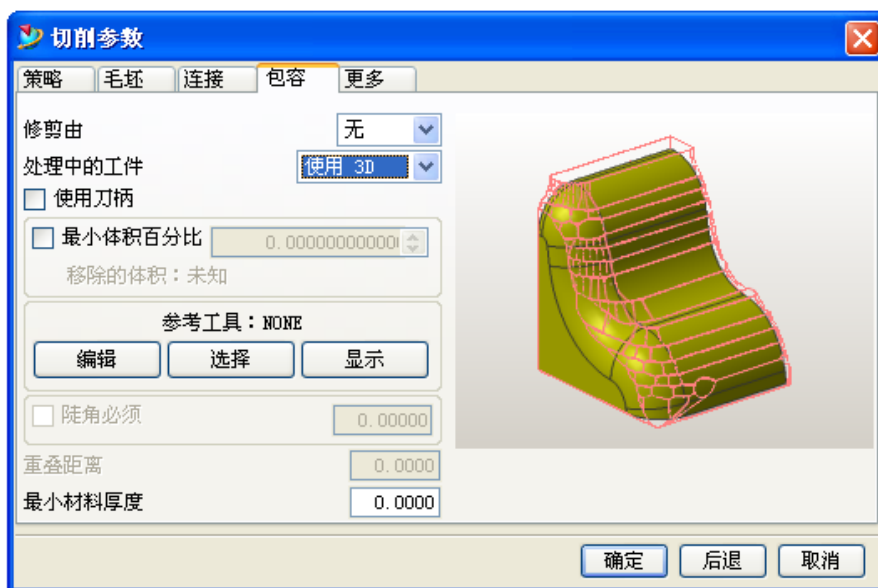 切削参数
策略 毛坯 连接 包容 更多
修剪由 无
处理中的工件 使用 3D
使用刀柄
最小体积百分比 0.00000000000
移除的体积：未知
参考工具：NONE
编辑 选择 显示
陡角必须 0.00000
重叠距离 0.0000
最小材料厚度 0.0000
确定 后退 取消